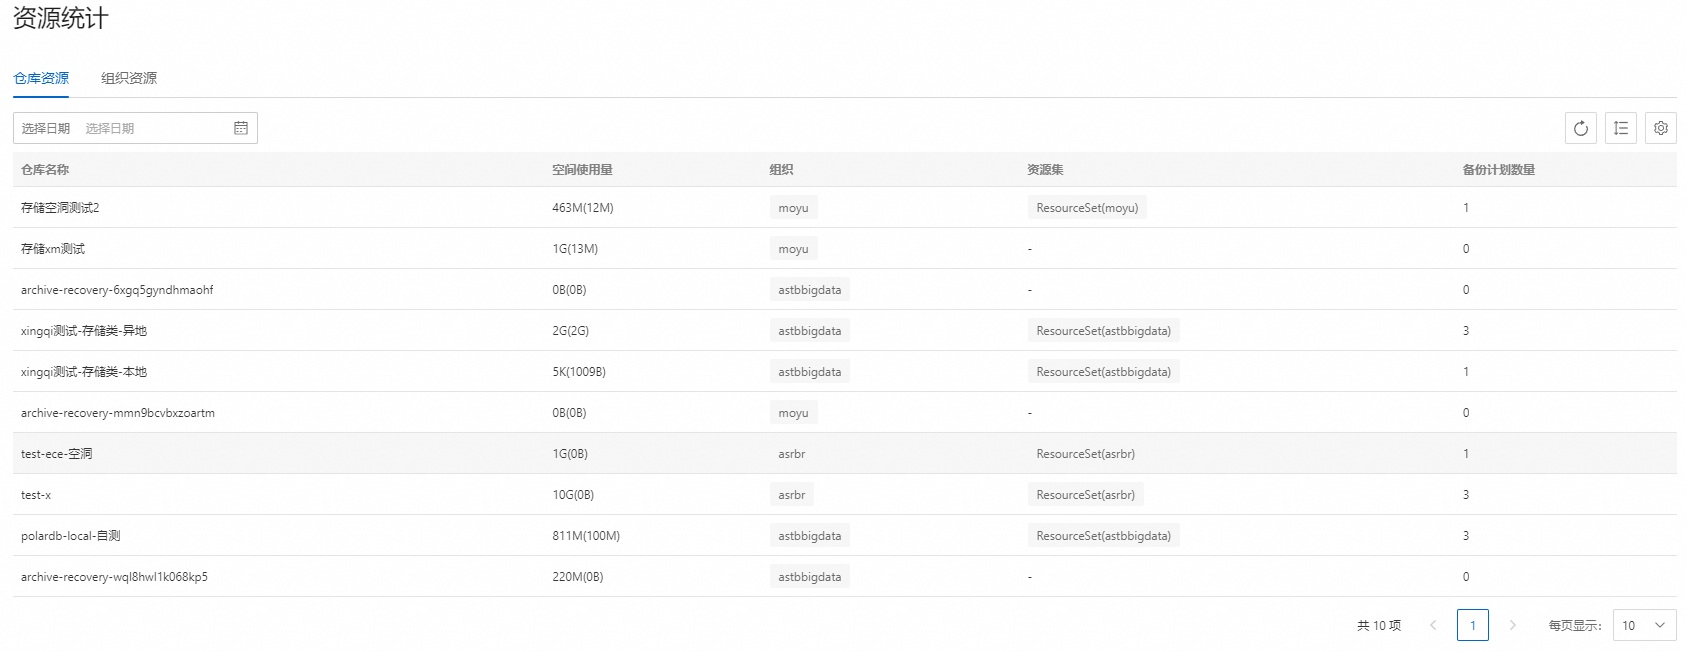 资源统计
仓库资源 组织资源
选择日期 选择日期
仓库名称 空间使用量 组织 资源集 备份计划数量
存储空洞测试2 463M(12M) moyu ResourceSet(moyu) 1
存储xm测试 1G(13M) moyu - 0
archive-recovery-6xgq5gyndhmaohf 0B(0B) astbbigdata - 0
xingqi测试-存储类-异地 2G(2G) astbbigdata ResourceSet(astbbigdata) 3
xingqi测试-存储类-本地 5K(1009B) astbbigdata ResourceSet(astbbigdata) 1
archive-recovery-mmn9bcvbxzoartm 0B(0B) moyu - 0
test-ece-空洞 1G(0B) asrbr ResourceSet(asrbr) 1
test-x 10G(0B) asrbr ResourceSet(asrbr) 3
polardb-local-自测 811M(100M) astbbigdata ResourceSet(astbbigdata) 3
archive-recovery-wql8hwl1k068kp5 220M(0B) astbbigdata - 0
共 10 项 1 每页显示: 10